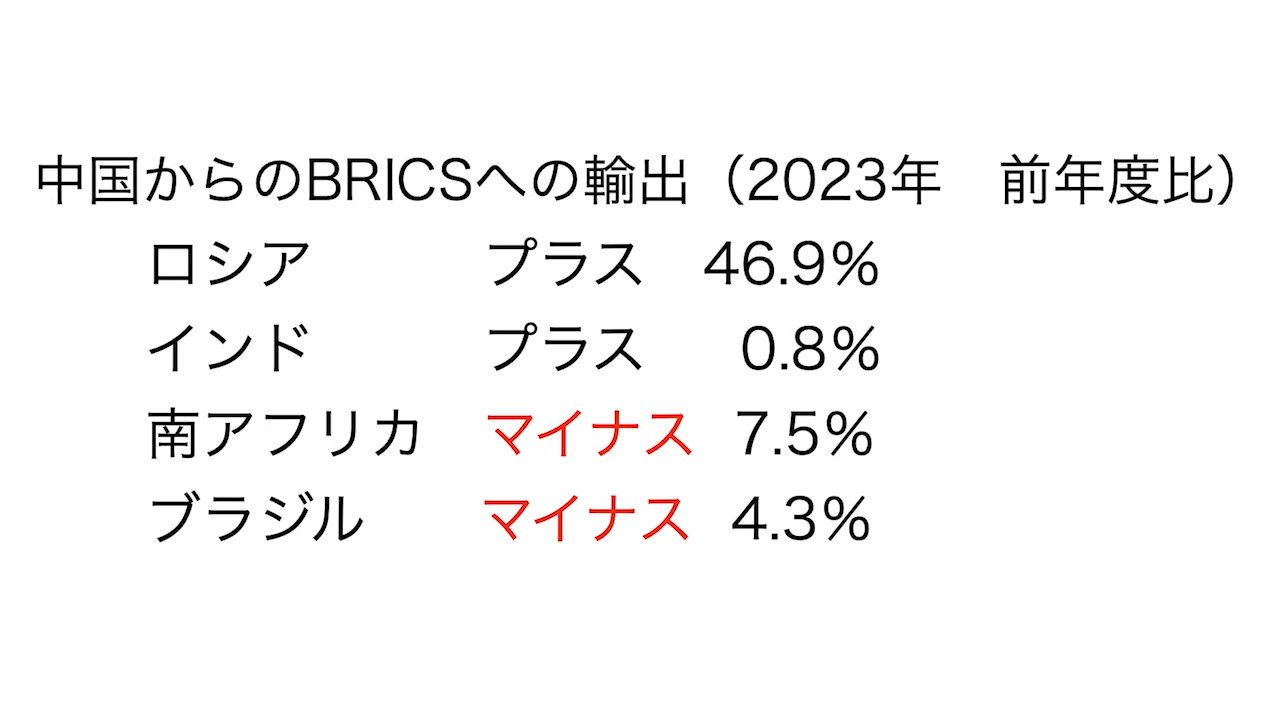 中国からのBRICSへの輸出（2023年　前年度比）
ロシア　プラス　46.9%
インド　プラス　0.8%
南アフリカ　マイナス　7.5%
ブラジル　マイナス　4.3%